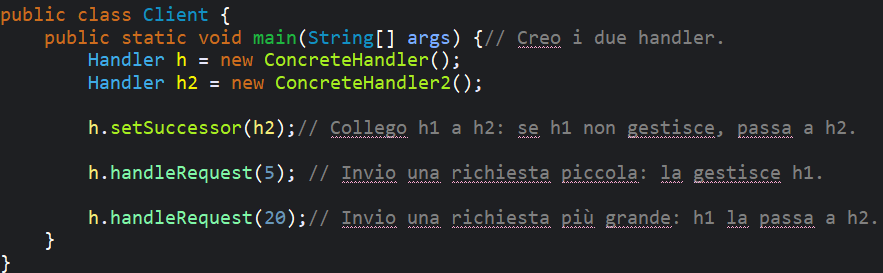 public class Client {
    public static void main(String[] args) {// Creo i due handler.
        Handler h = new ConcreteHandler();
        Handler h2 = new ConcreteHandler2();

        h.setSuccessor(h2);// Collego h1 a h2: se h1 non gestisce, passa a h2.

        h.handleRequest(5); // Invio una richiesta piccola: la gestisce h1.

        h.handleRequest(20);// Invio una richiesta più grande: h1 la passa a h2.
    }
}